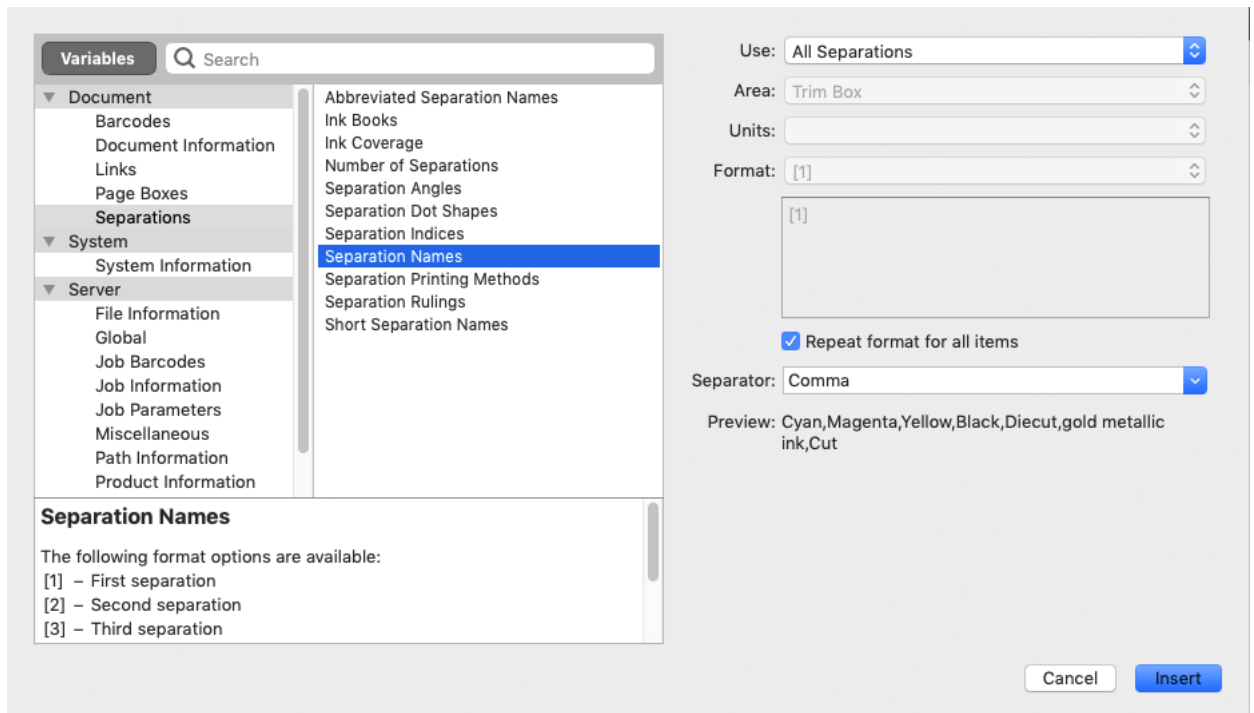 Variables
Search
Document
Barcodes
Document Information
Links
Page Boxes
Separations
System
System Information
Server
File Information
Global
Job Barcodes
Job Information
Job Parameters
Miscellaneous
Path Information
Product Information
Abbreviated Separation Names
Ink Books
Ink Coverage
Number of Separations
Separation Angles
Separation Dot Shapes
Separation Indices
Separation Names
Separation Printing Methods
Separation Rulings
Short Separation Names
Separation Names
The following format options are available:
[1] – First separation
[2] – Second separation
[3] – Third separation
Use: All Separations
Area: Trim Box
Units:
Format: [1]
[1]
Repeat format for all items
Separator: Comma
Preview: Cyan,Magenta,Yellow,Black,Diecut,gold metallic
ink,Cut
Cancel Insert